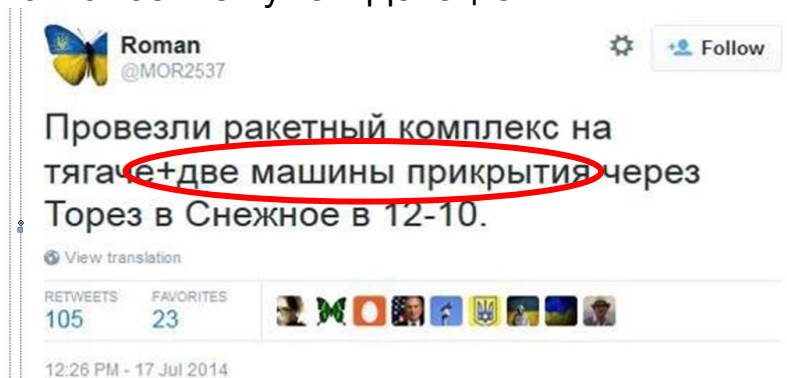 Roman
@MOR2537
Follow
Провезли ракетный комплекс на
тягаче+две машины прикрытия через
Торез в Снежное в 12-10.
View translation
RETWEETS FAVORITES
105 23
12:26 PM - 17 Jul 2014